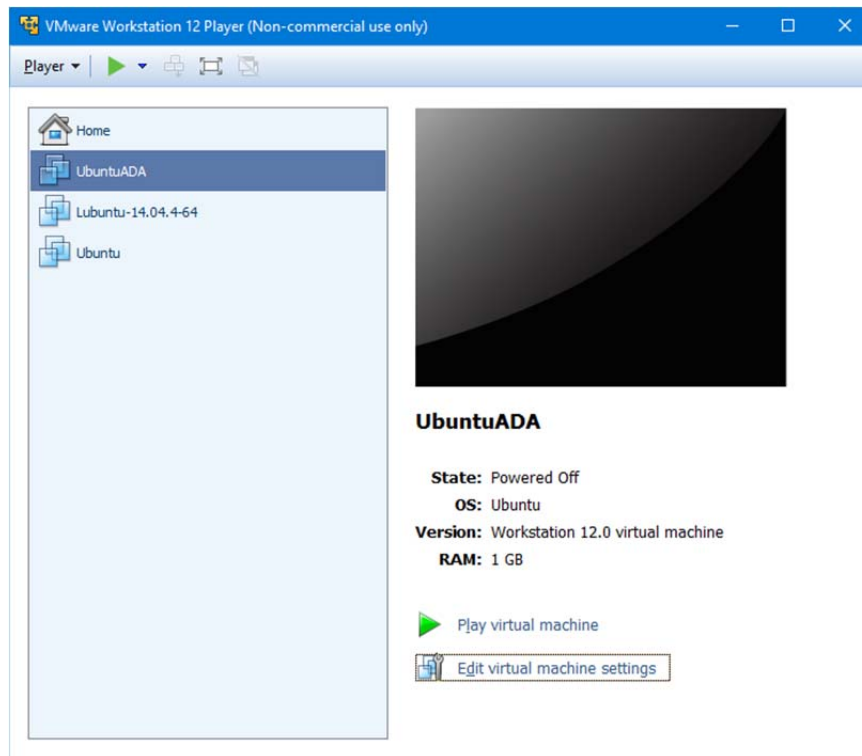 VMware Workstation 12 Player (Non-commercial use only)
Player
Home
UbuntuADA
Lubuntu-14.04.4-64
Ubuntu
UbuntuADA
State: Powered Off
OS: Ubuntu
Version: Workstation 12.0 virtual machine
RAM: 1 GB
Play virtual machine
Edit virtual machine settings